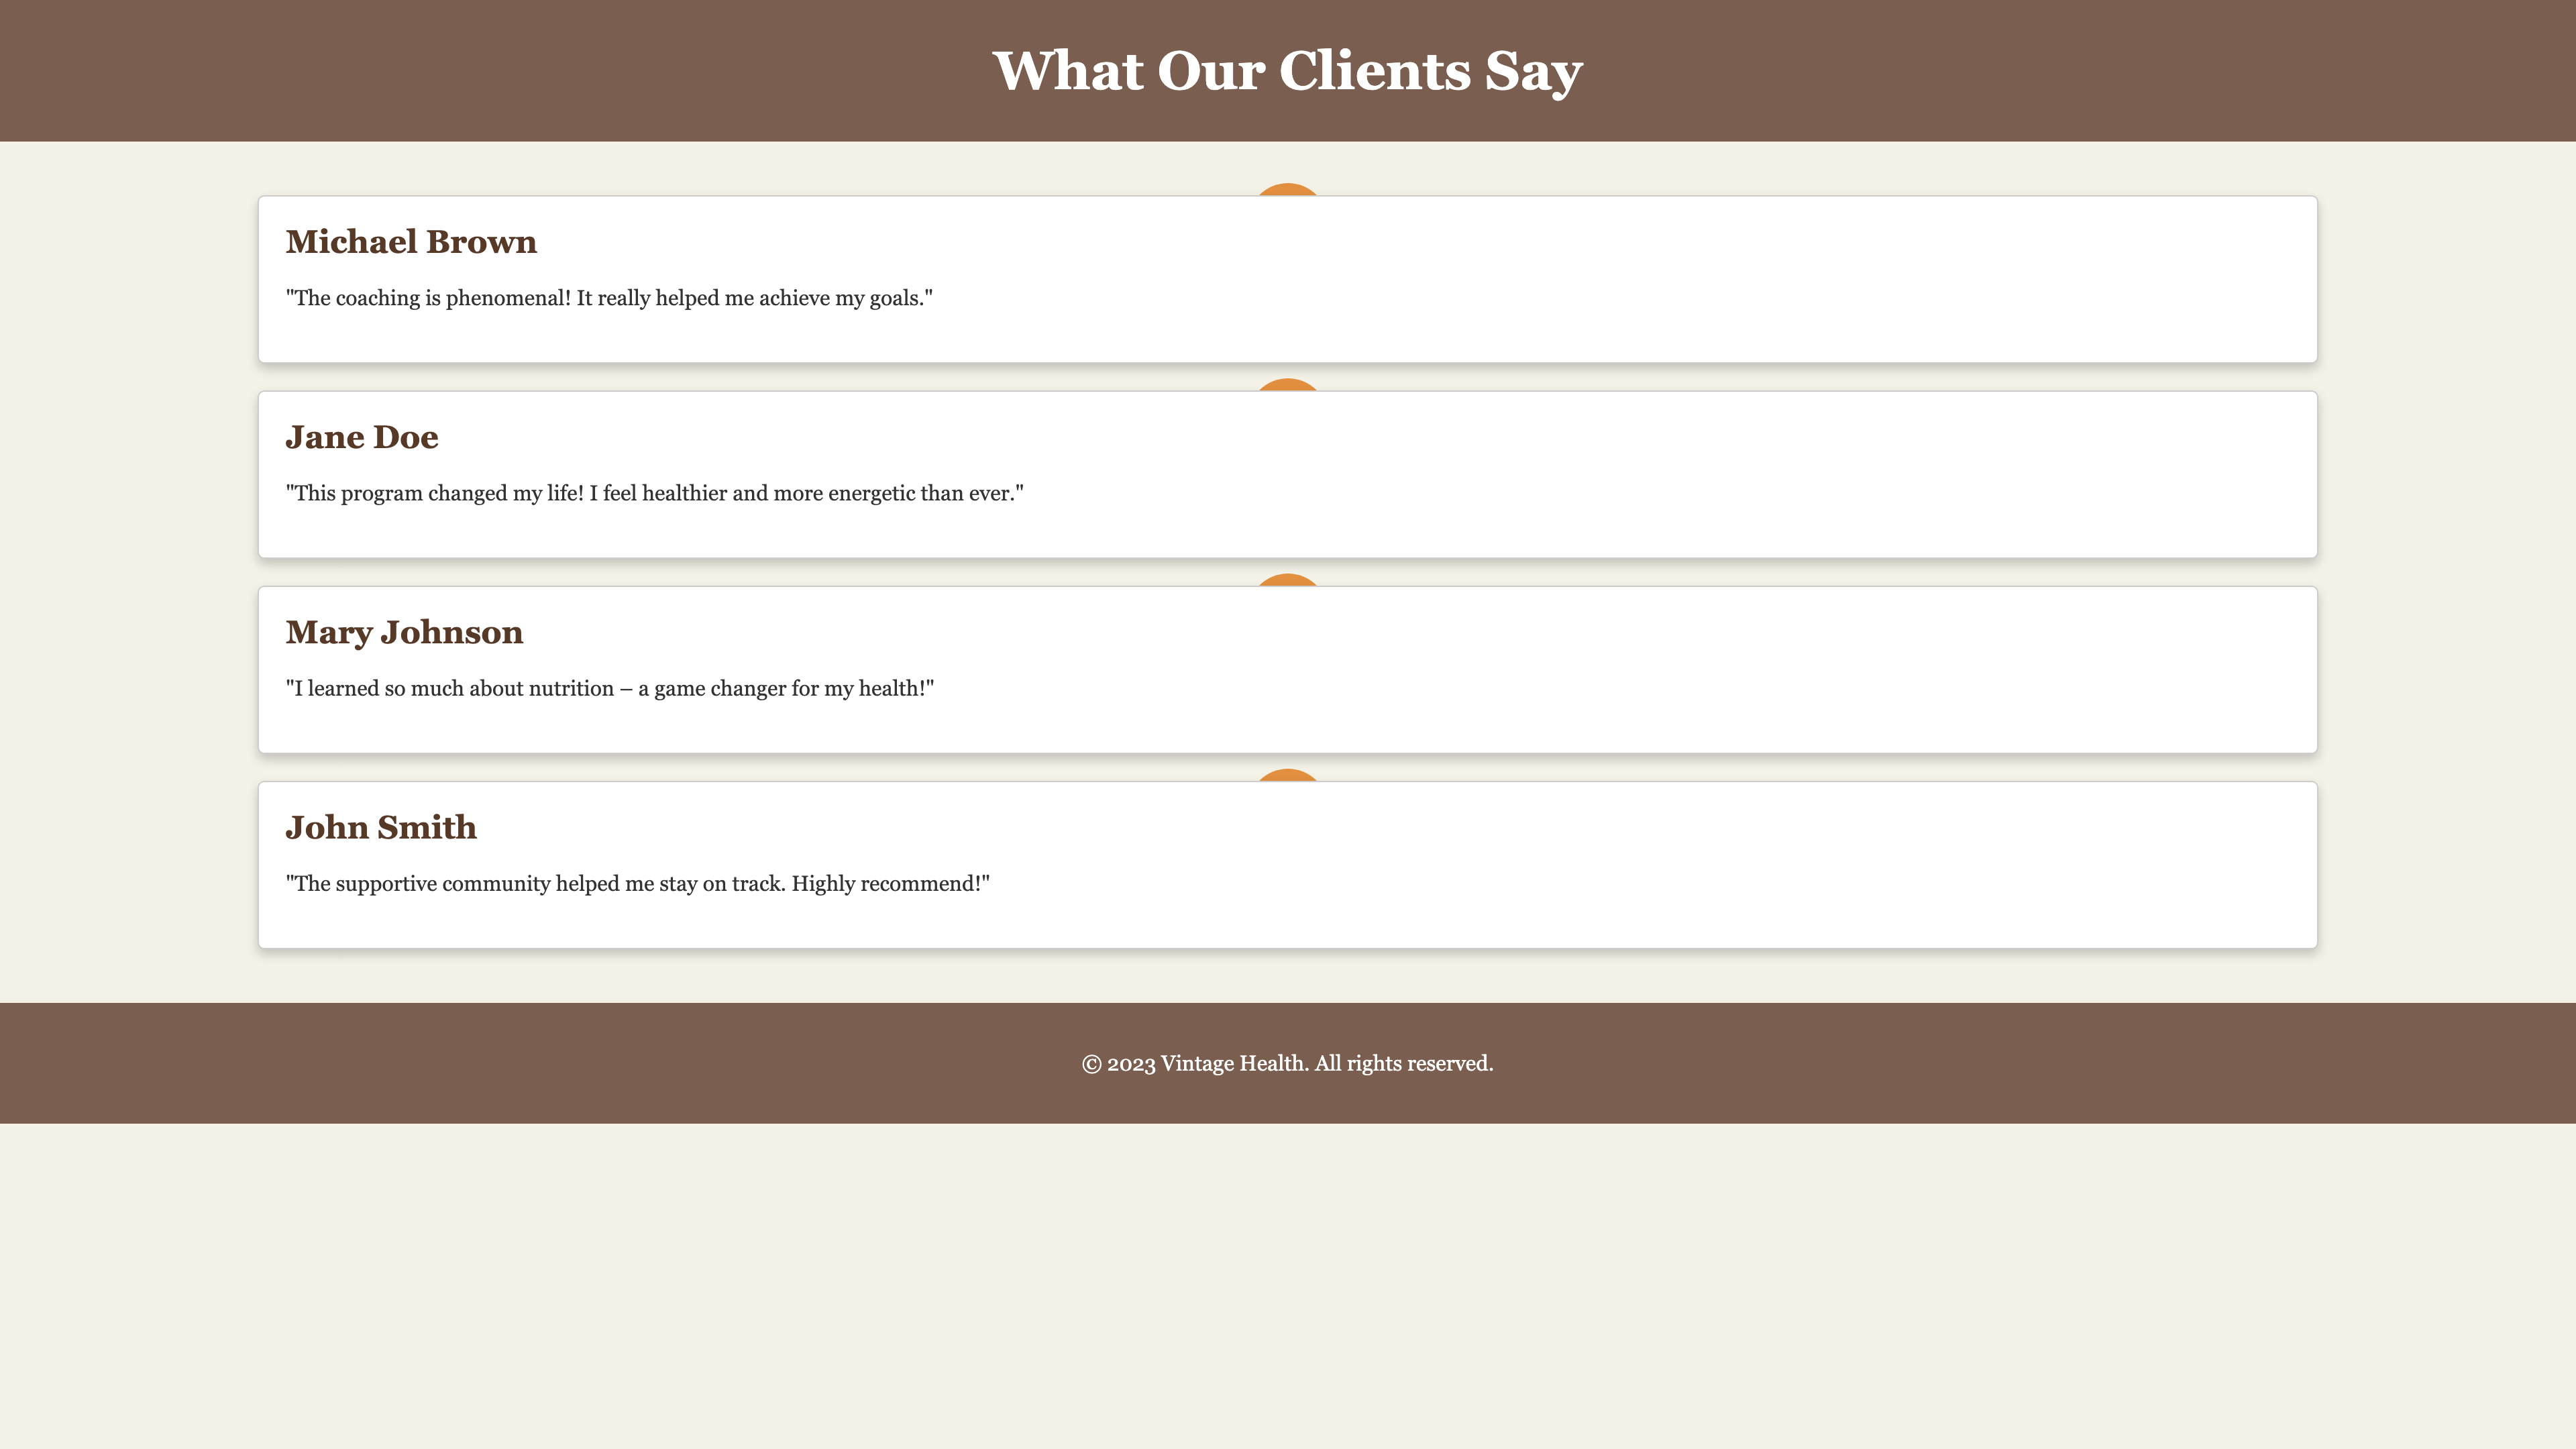 What Our Clients Say
Michael Brown
"The coaching is phenomenal! It really helped me achieve my goals."
Jane Doe
"This program changed my life! I feel healthier and more energetic than ever."
Mary Johnson
"I learned so much about nutrition – a game changer for my health!"
John Smith
"The supportive community helped me stay on track. Highly recommend!"
© 2023 Vintage Health. All rights reserved.